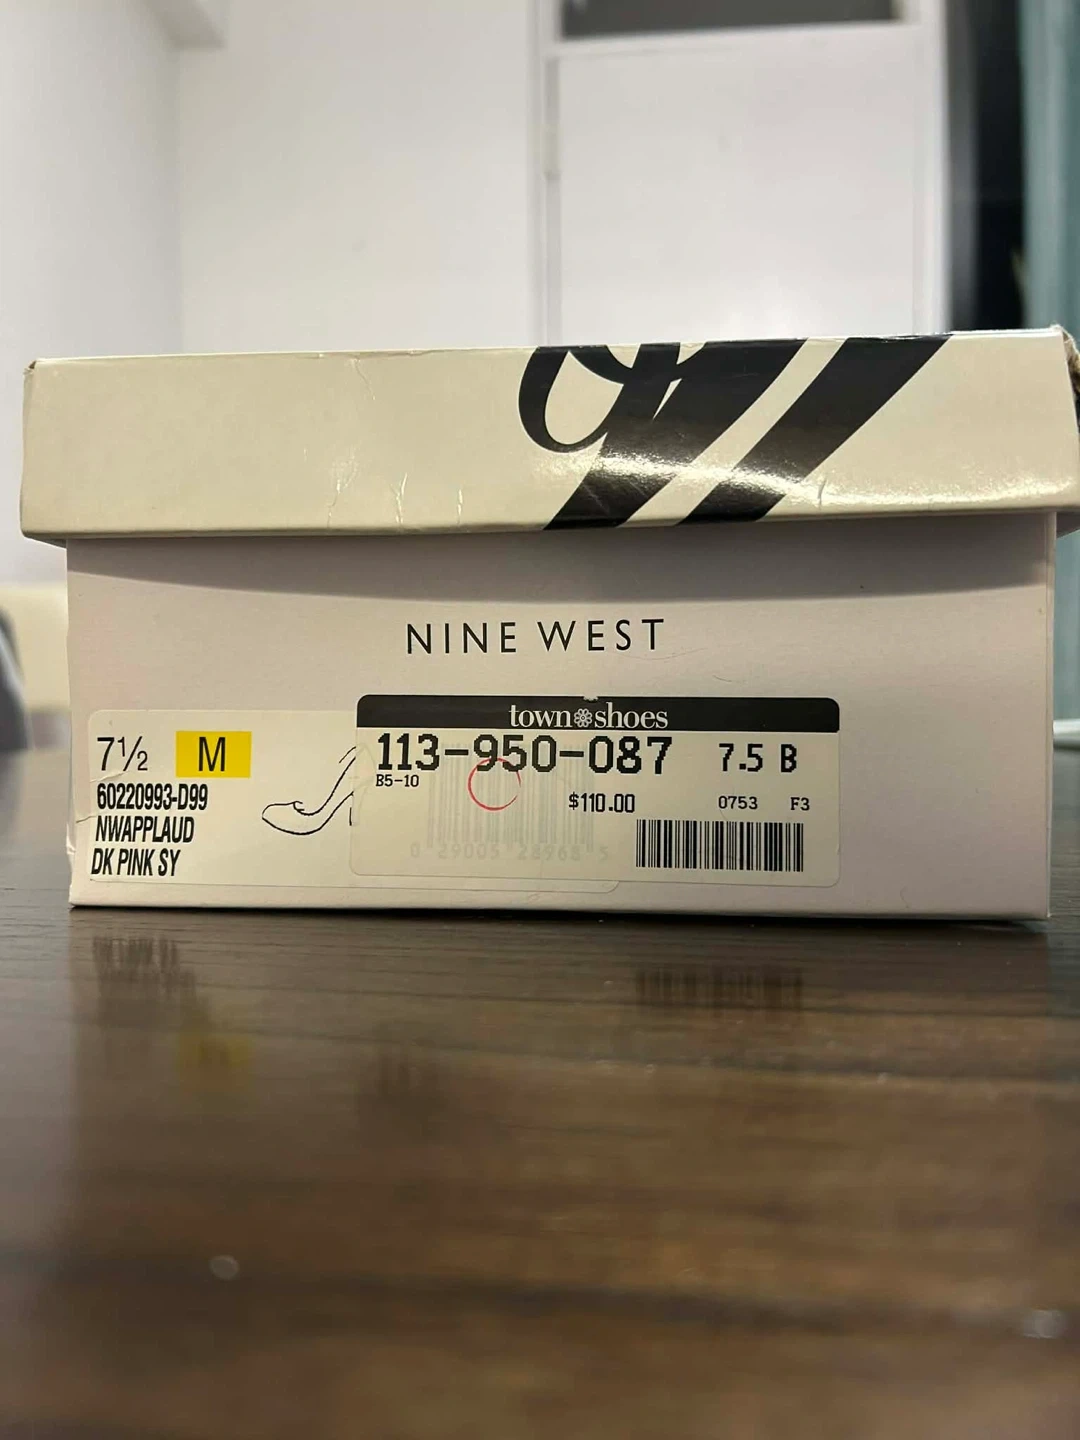 NINE WEST
town shoes
113-950-087 7.5 B
B5-10
$110.00 0753 F3
7½ M
60220993-D99
NWAPPLAUD
DK PINK SY